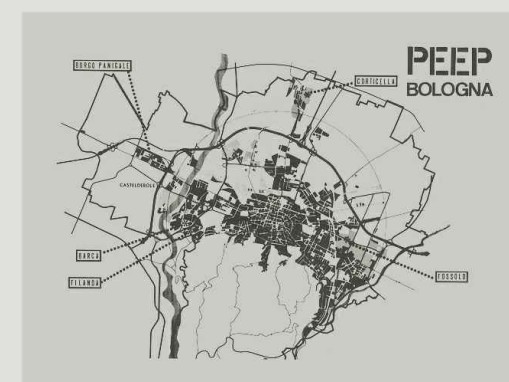 PEEP
BOLOGNA
BORGO PANIGALE
CORTICELLA
CASTELDEBOLE
BARCA
FILANDA
FOSSOLO